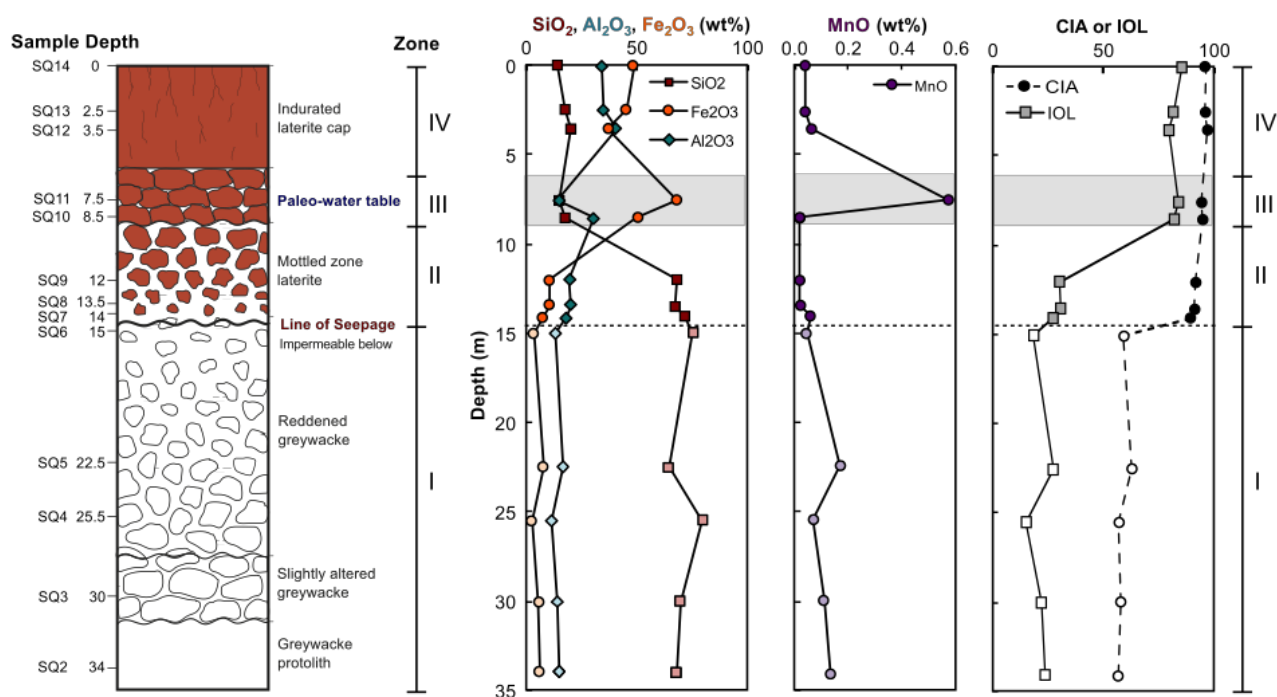 Sample Depth
Zone
SQ14 0
SQ13 2.5
SQ12 3.5
SQ11 7.5
SQ10 8.5
SQ9 12
SQ8 13.5
SQ7 14
SQ6 15
SQ5 22.5
SQ4 25.5
SQ3 30
SQ2 34
Indurated
laterite cap
Paleo-water table
Mottled zone
laterite
Line of Seepage
Impermeable below
Reddened
greywacke
Slightly altered
greywacke
Greywacke
protolith
IV
III
II
I
SiO₂, Al₂O₃, Fe₂O₃ (wt%)
0 50 100
SiO2
Fe2O3
Al2O3
Depth (m)
0
5
10
15
20
25
30
35
MnO (wt%)
0.0 0.2 0.4 0.6
MnO
CIA or IOL
0 50 100
CIA
IOL
IV
III
II
I